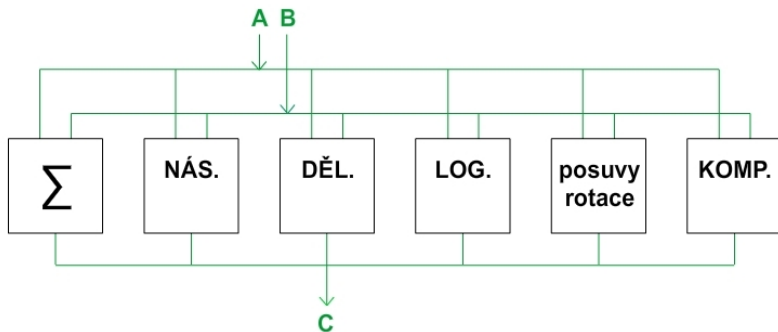 A B
∑ NÁS. DĚL. LOG. posuvy rotace KOMP.
C